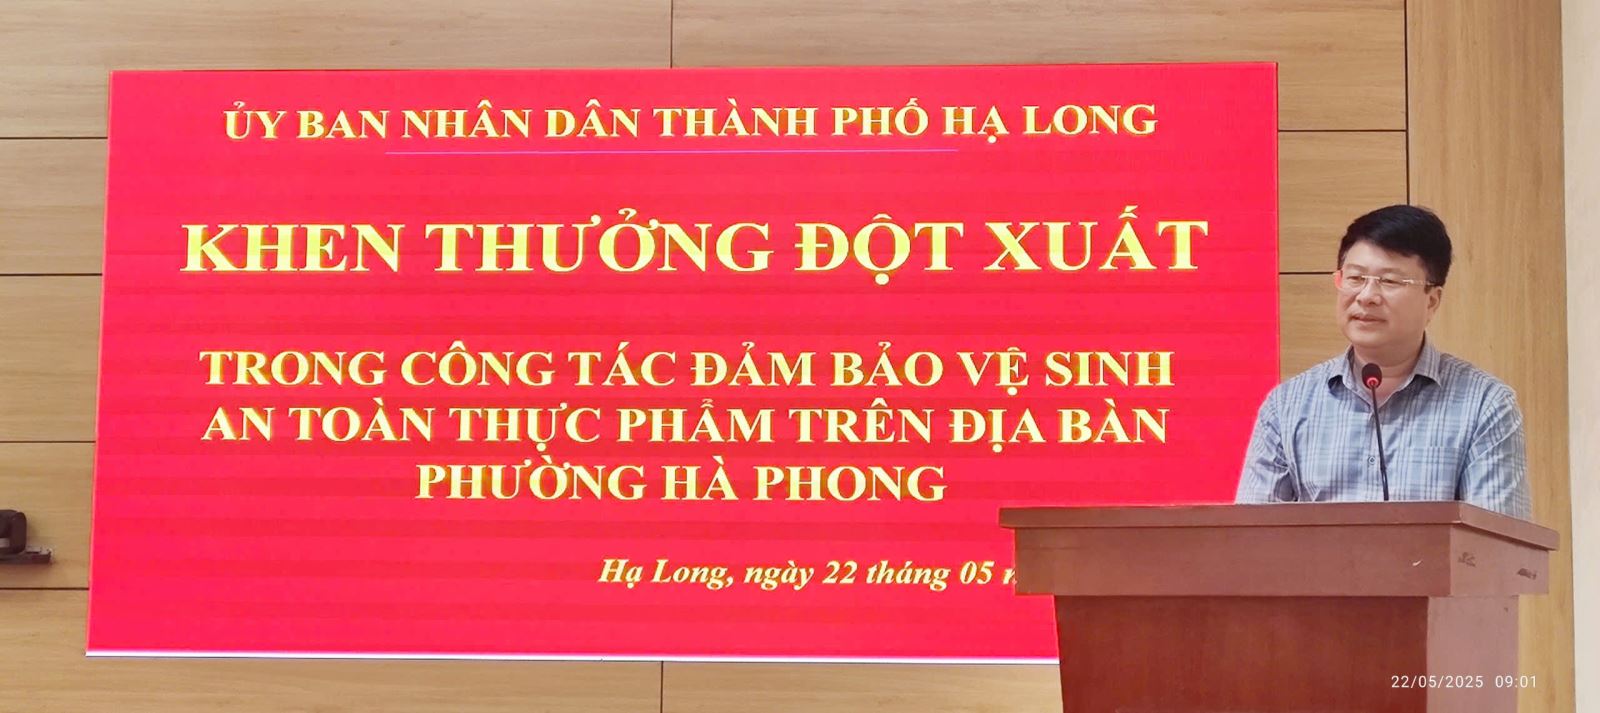 ỦY BAN NHÂN DÂN THÀNH PHỐ HẠ LONG
KHEN THƯỞNG ĐỘT XUẤT
TRONG CÔNG TÁC ĐẢM BẢO VỆ SINH
AN TOÀN THỰC PHẨM TRÊN ĐỊA BÀN
PHƯỜNG HÀ PHONG
Hạ Long, ngày 22 tháng 05
22/05/2025 09:01